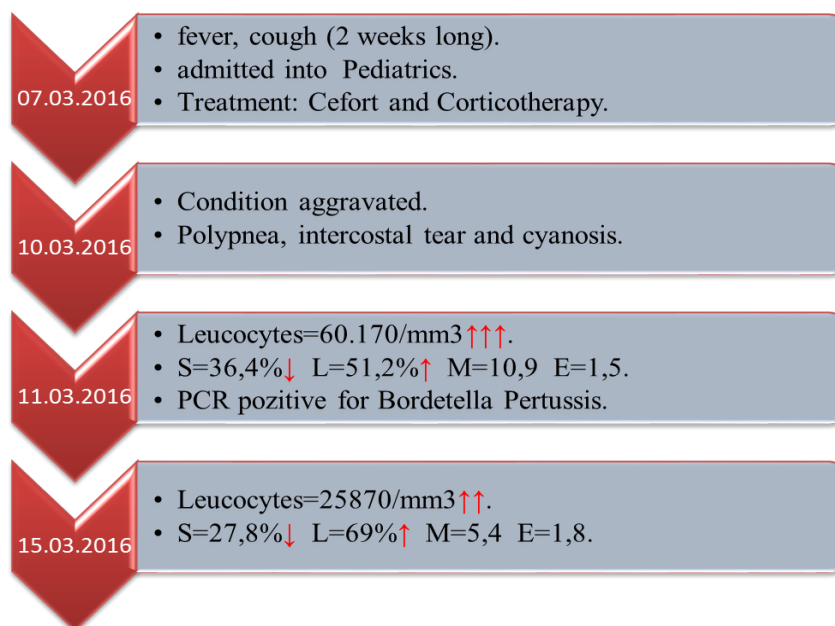 07.03.2016
• fever, cough (2 weeks long).
• admitted into Pediatrics.
• Treatment: Cefort and Corticotherapy.
10.03.2016
• Condition aggravated.
• Polypnea, intercostal tear and cyanosis.
11.03.2016
• Leucocytes=60.170/mm3↑↑↑.
• S=36,4%↓ L=51,2%↑ M=10,9 E=1,5.
• PCR pozitive for Bordetella Pertussis.
15.03.2016
• Leucocytes=25870/mm3↑↑.
• S=27,8%↓ L=69%↑ M=5,4 E=1,8.